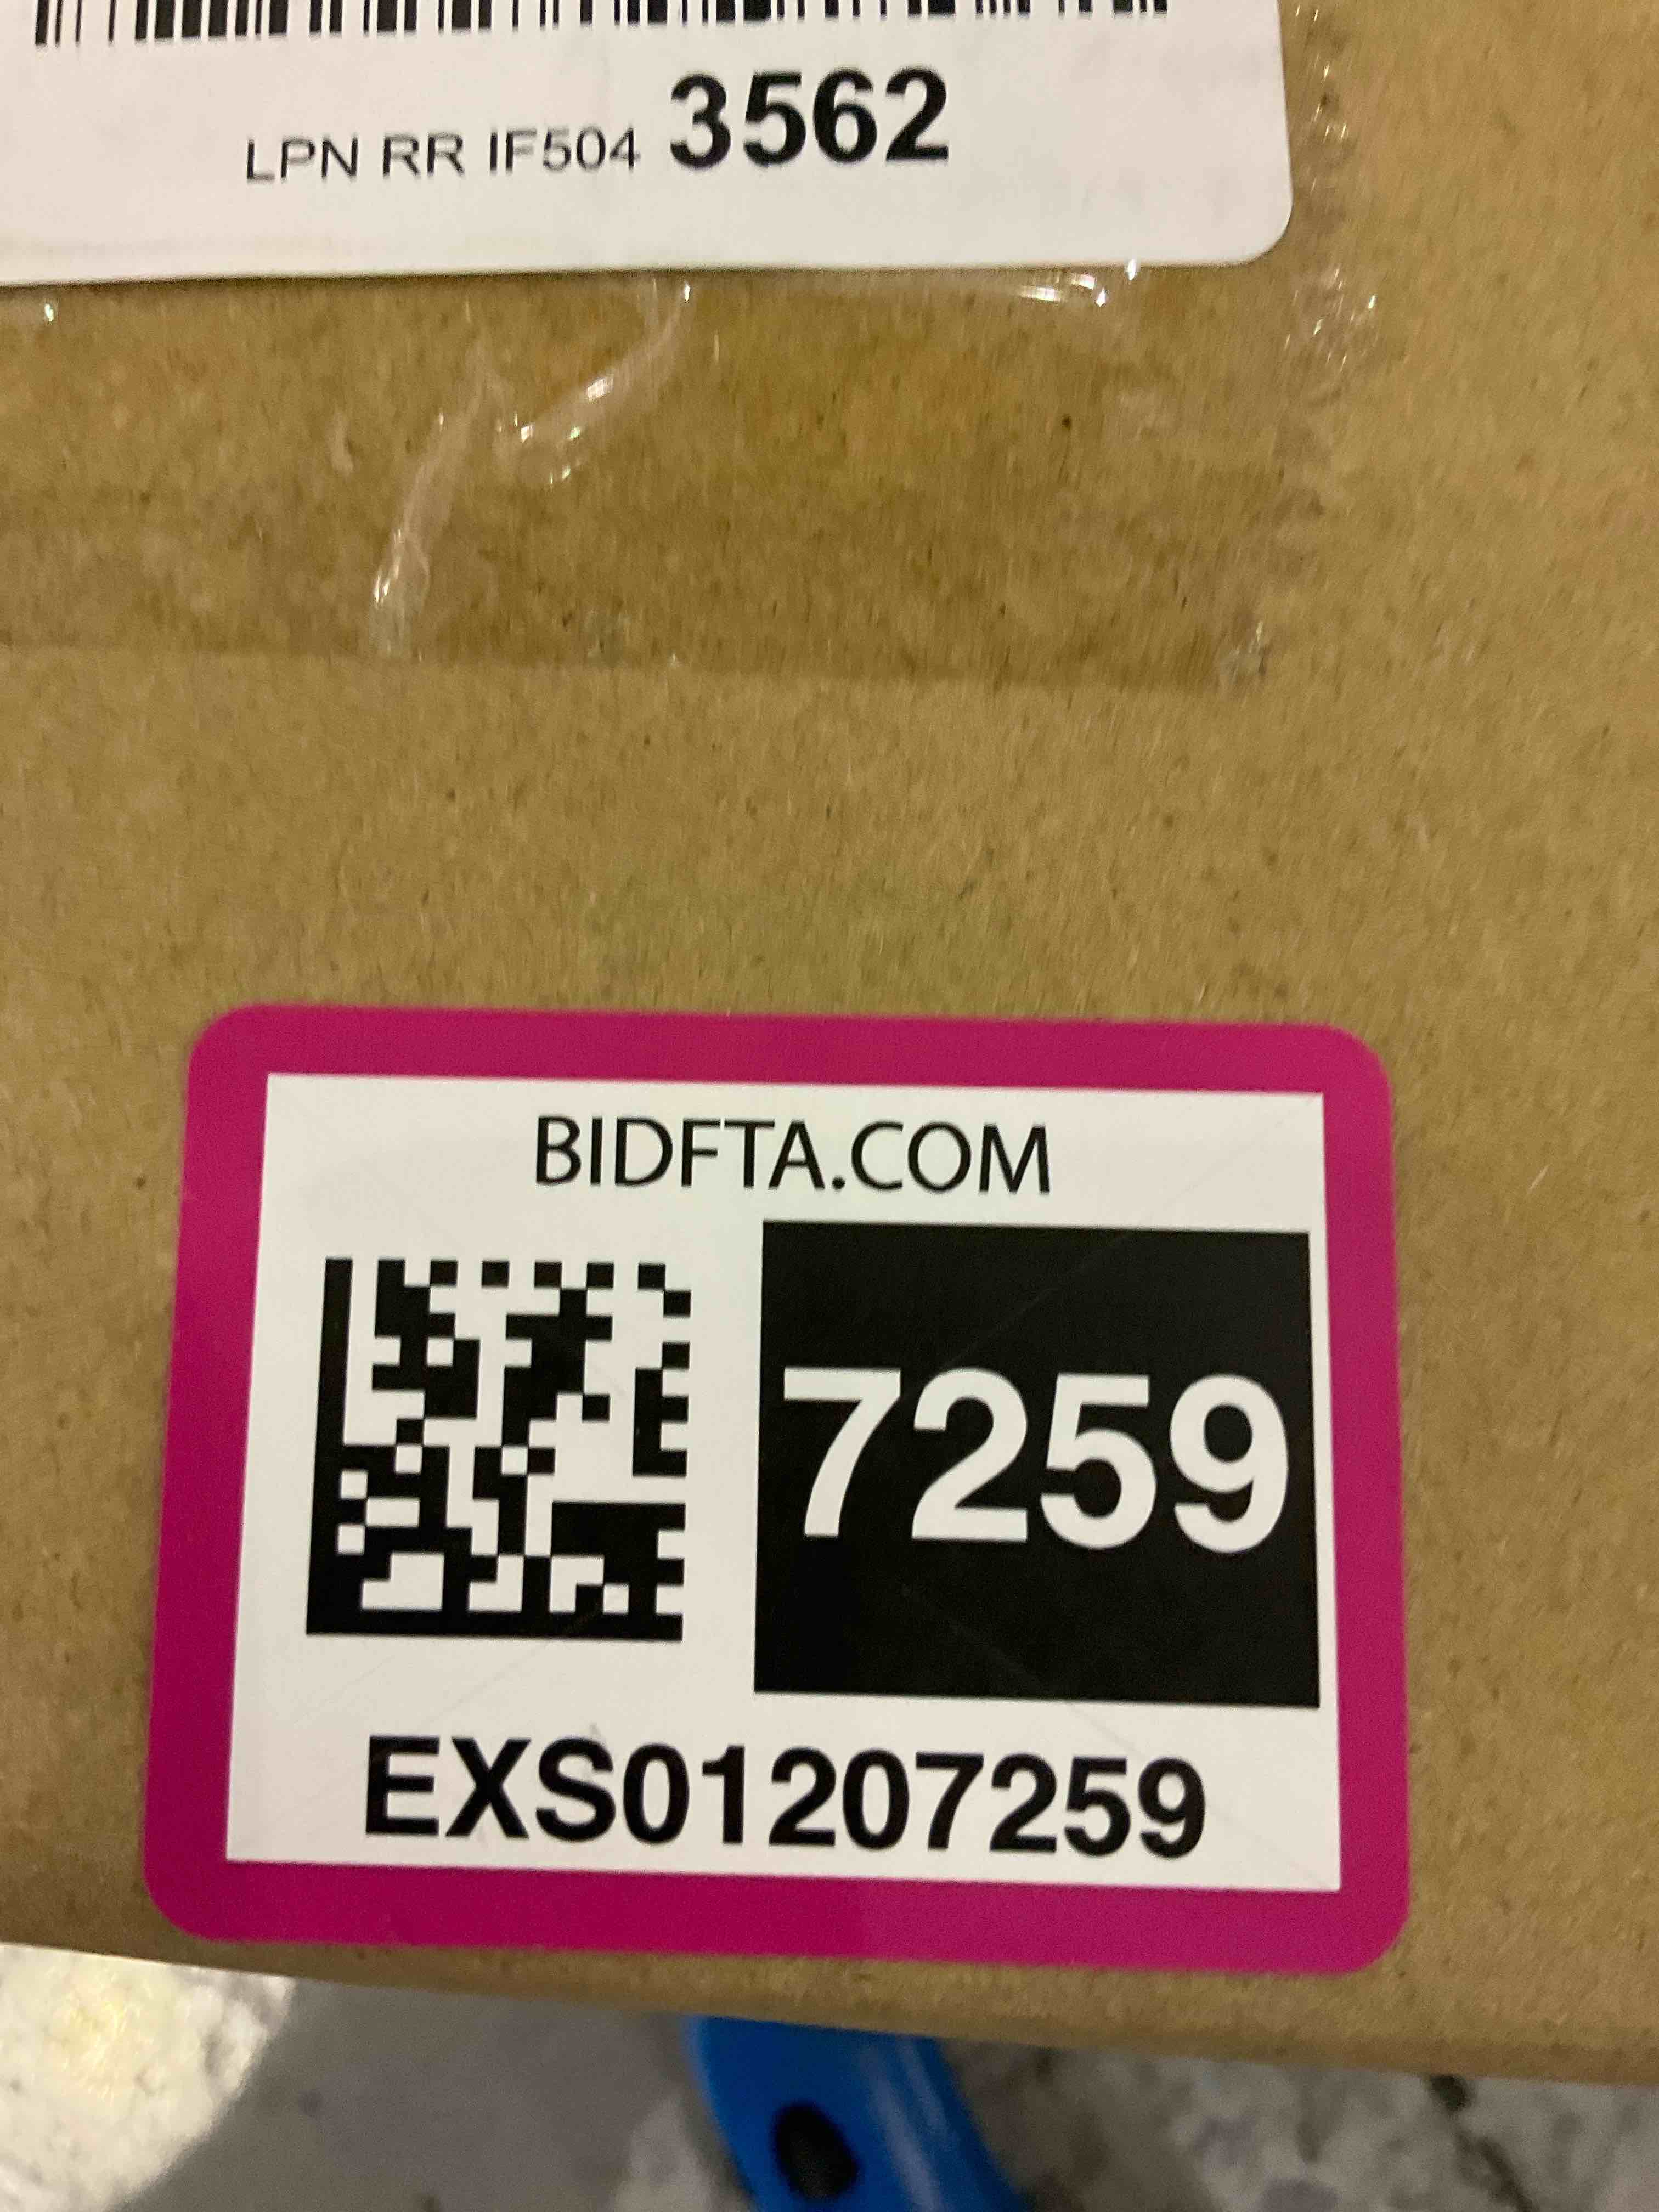 LPN RR IF504 3562
BIDFTA.COM
7259
EXS01207259